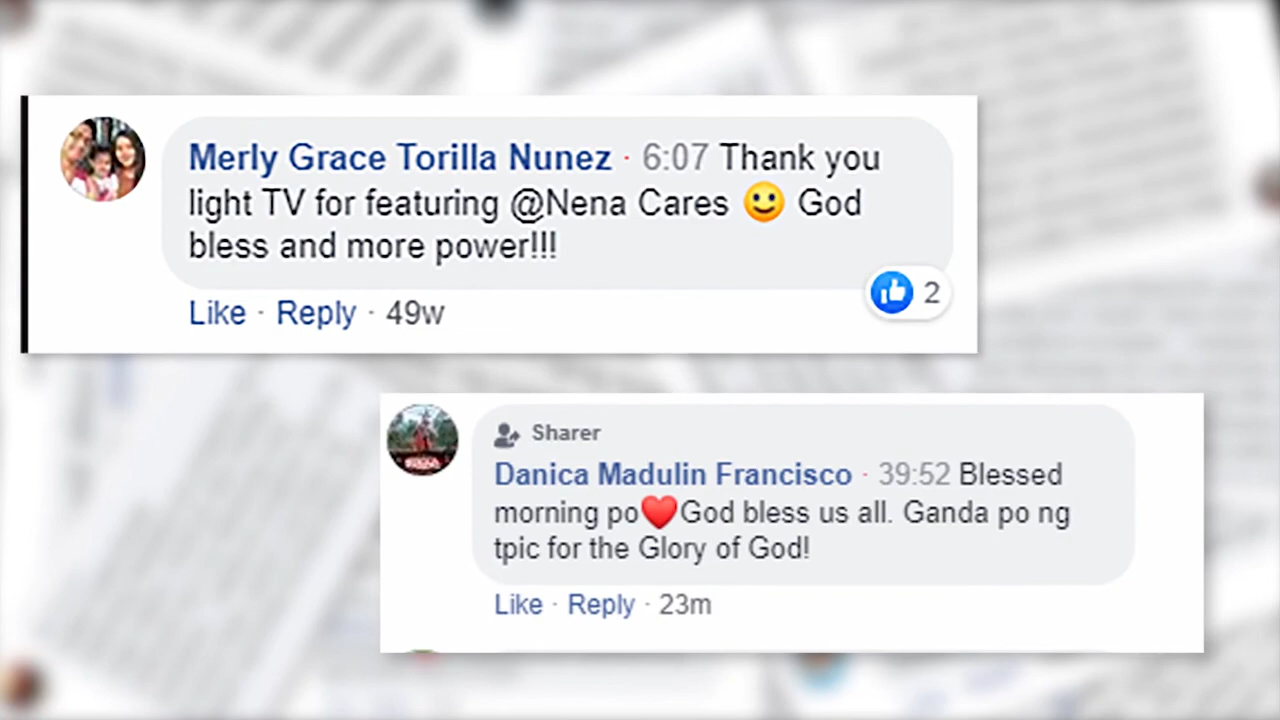 Merly Grace Torilla Nunez · 6:07 Thank you
light TV for featuring @Nena Cares 🙂 God
bless and more power!!!
2
Like · Reply · 49w
Sharer
Danica Madulin Francisco · 39:52 Blessed
morning po❤️God bless us all. Ganda po ng
tpic for the Glory of God!
Like · Reply · 23m